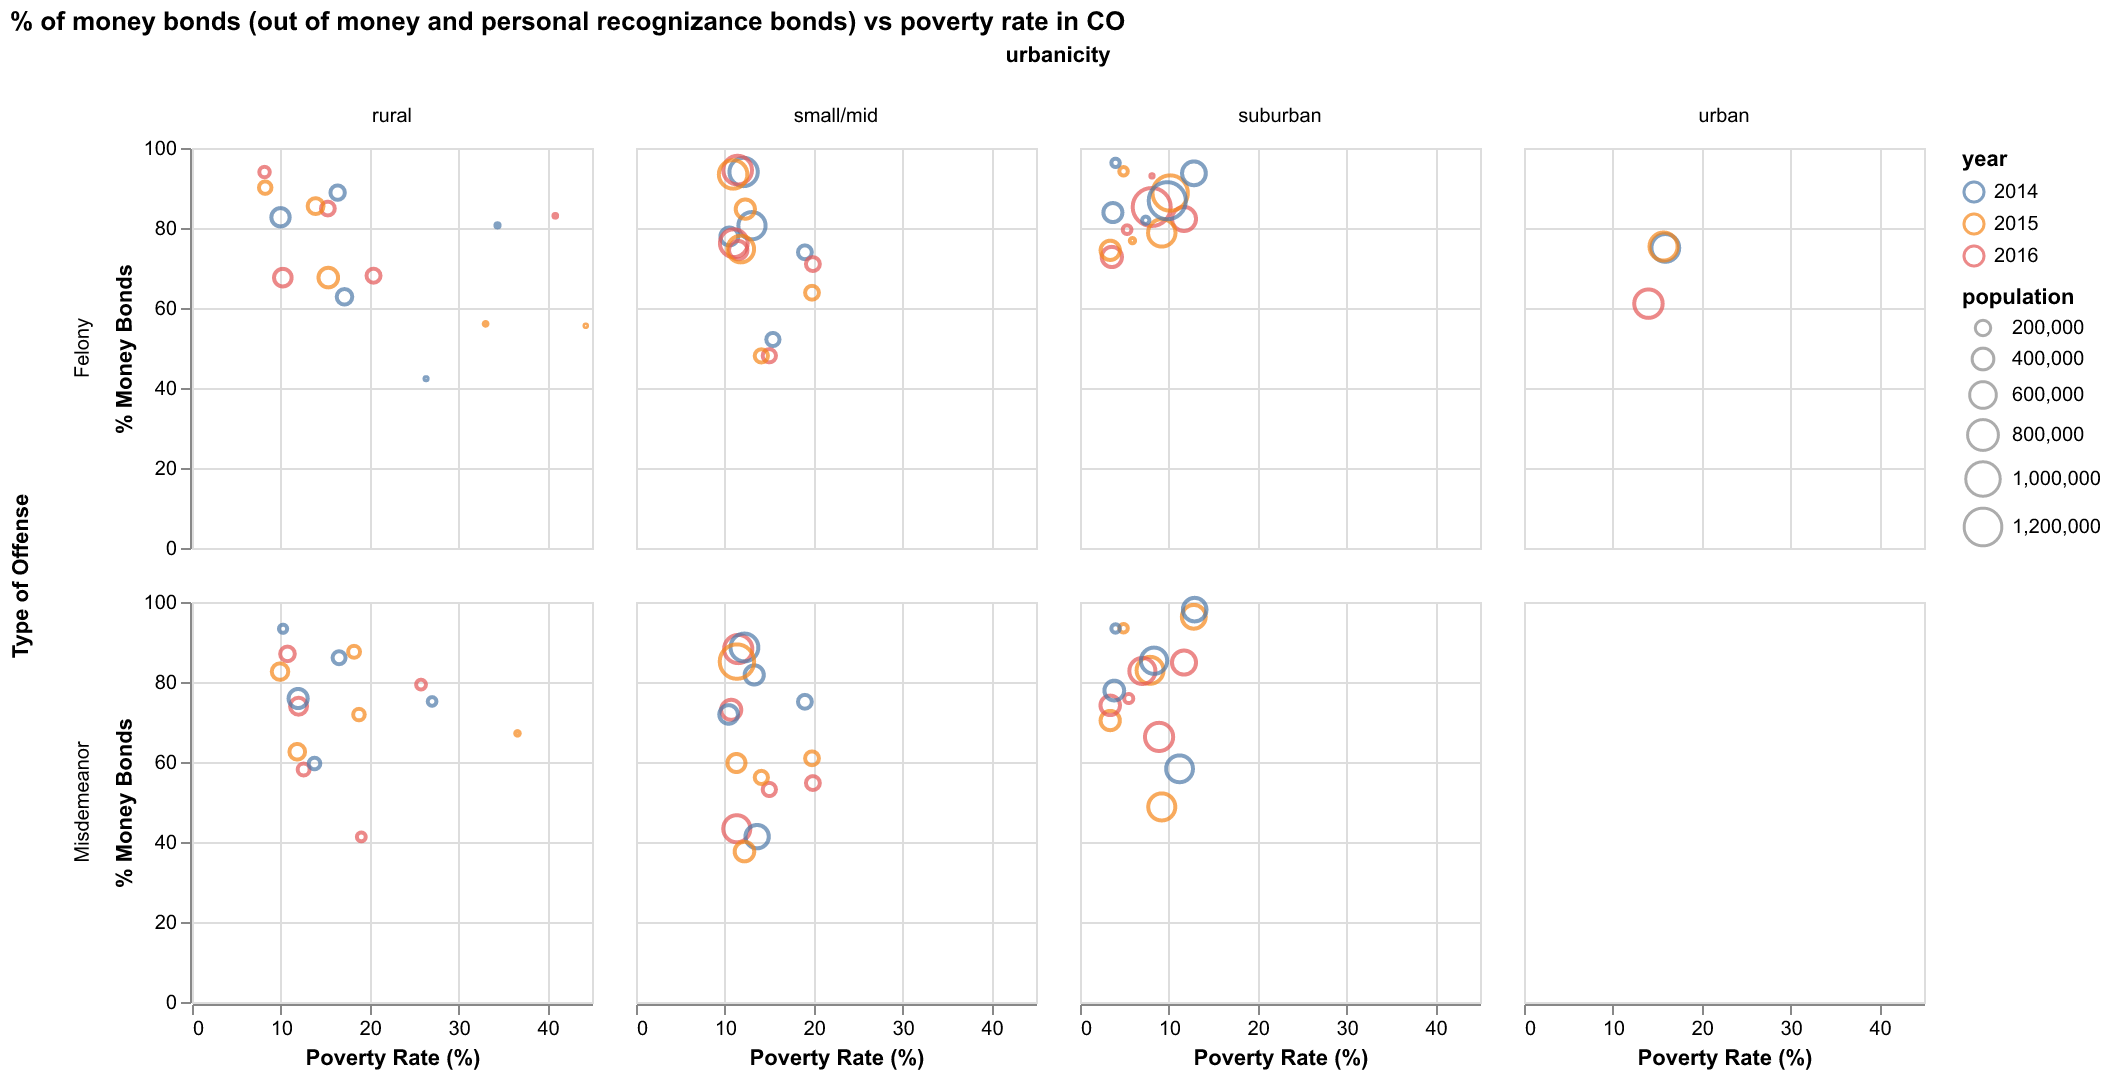 % of money bonds (out of money and personal recognizance bonds) vs poverty rate in CO
urbanicity
rural small/mid suburban urban
Type of Offense
Felony
% Money Bonds
100
80
60
40
20
0
Misdemeanor
% Money Bonds
100
80
60
40
20
0
0 10 20 30 40
0 10 20 30 40
0 10 20 30 40
0 10 20 30 40
Poverty Rate (%) Poverty Rate (%) Poverty Rate (%) Poverty Rate (%)
year
2014
2015
2016
population
200,000
400,000
600,000
800,000
1,000,000
1,200,000